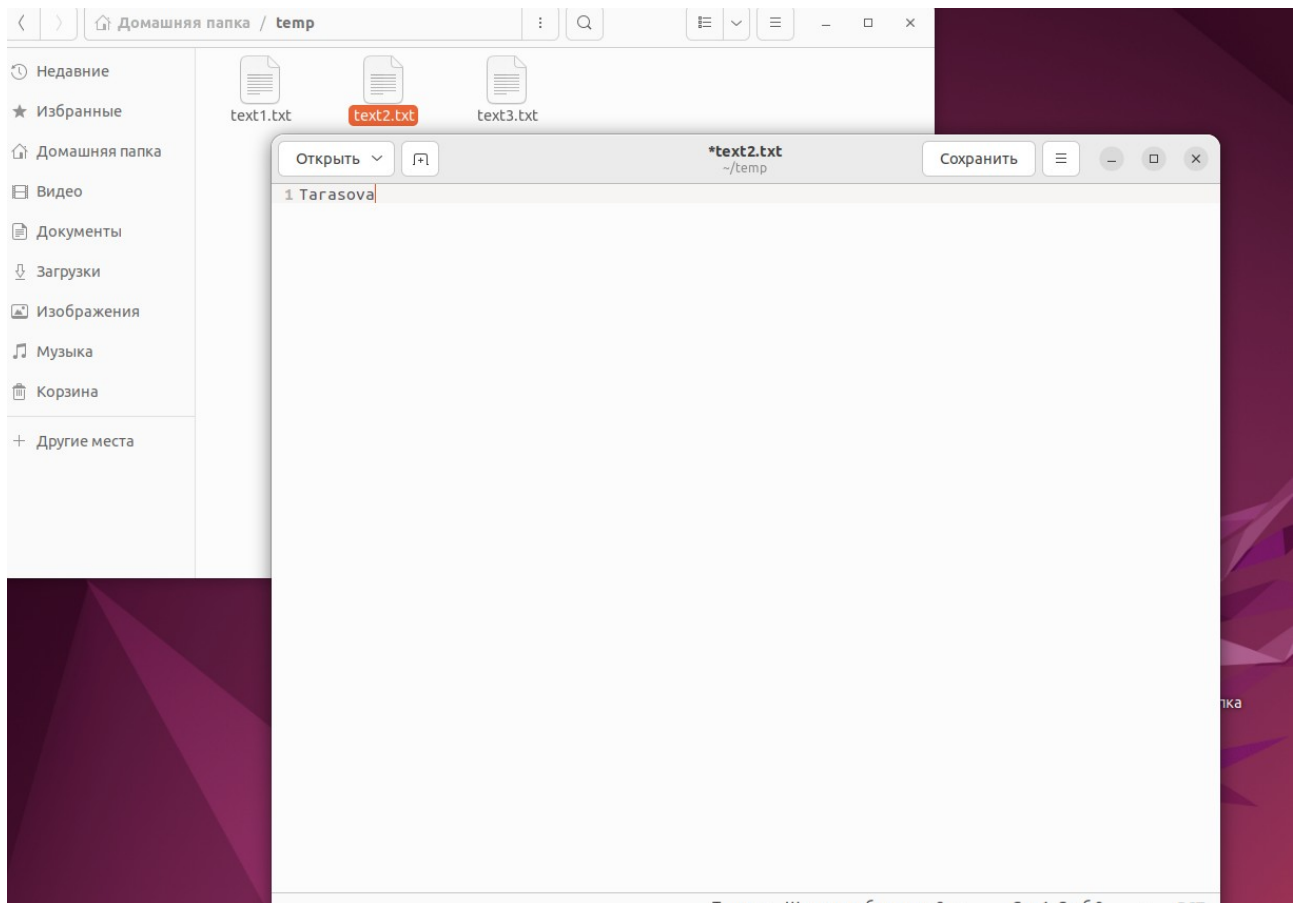 Домашняя папка / temp
Недавние
Избранные
Домашняя папка
Видео
Документы
Загрузки
Изображения
Музыка
Корзина
Другие места
text1.txt text2.txt text3.txt
Открыть
*text2.txt
~/temp
Сохранить
1 Tarasova
пка